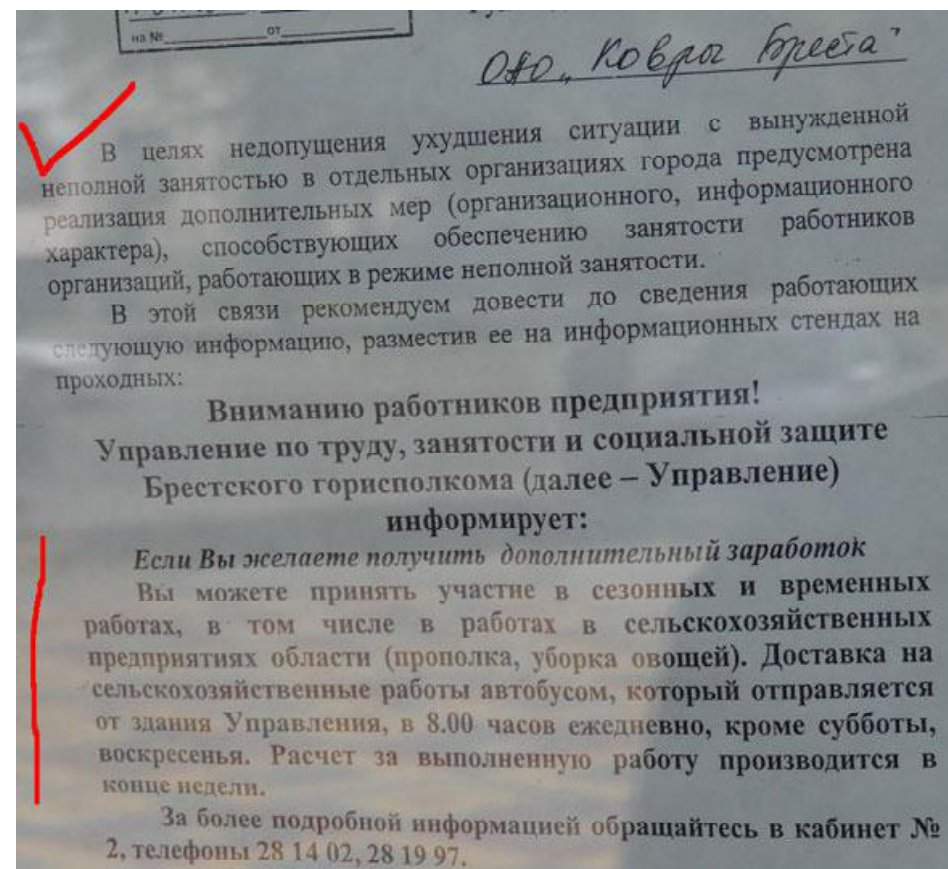 на № от
ОАО „Ковры Бреста"
В целях недопущения ухудшения ситуации с вынужденной
неполной занятостью в отдельных организациях города предусмотрена
реализация дополнительных мер (организационного, информационного
характера), способствующих обеспечению занятости работников
организаций, работающих в режиме неполной занятости.
В этой связи рекомендуем довести до сведения работающих
следующую информацию, разместив ее на информационных стендах на
проходных:
Вниманию работников предприятия!
Управление по труду, занятости и социальной защите
Брестского горисполкома (далее – Управление)
информирует:
Если Вы желаете получить дополнительный заработок
Вы можете принять участие в сезонных и временных
работах, в том числе в работах в сельскохозяйственных
предприятиях области (прополка, уборка овощей). Доставка на
сельскохозяйственные работы автобусом, который отправляется
от здания Управления, в 8.00 часов ежедневно, кроме субботы,
воскресенья. Расчет за выполненную работу производится в
конце недели.
За более подробной информацией обращайтесь в кабинет №
2, телефоны 28 14 02, 28 19 97.